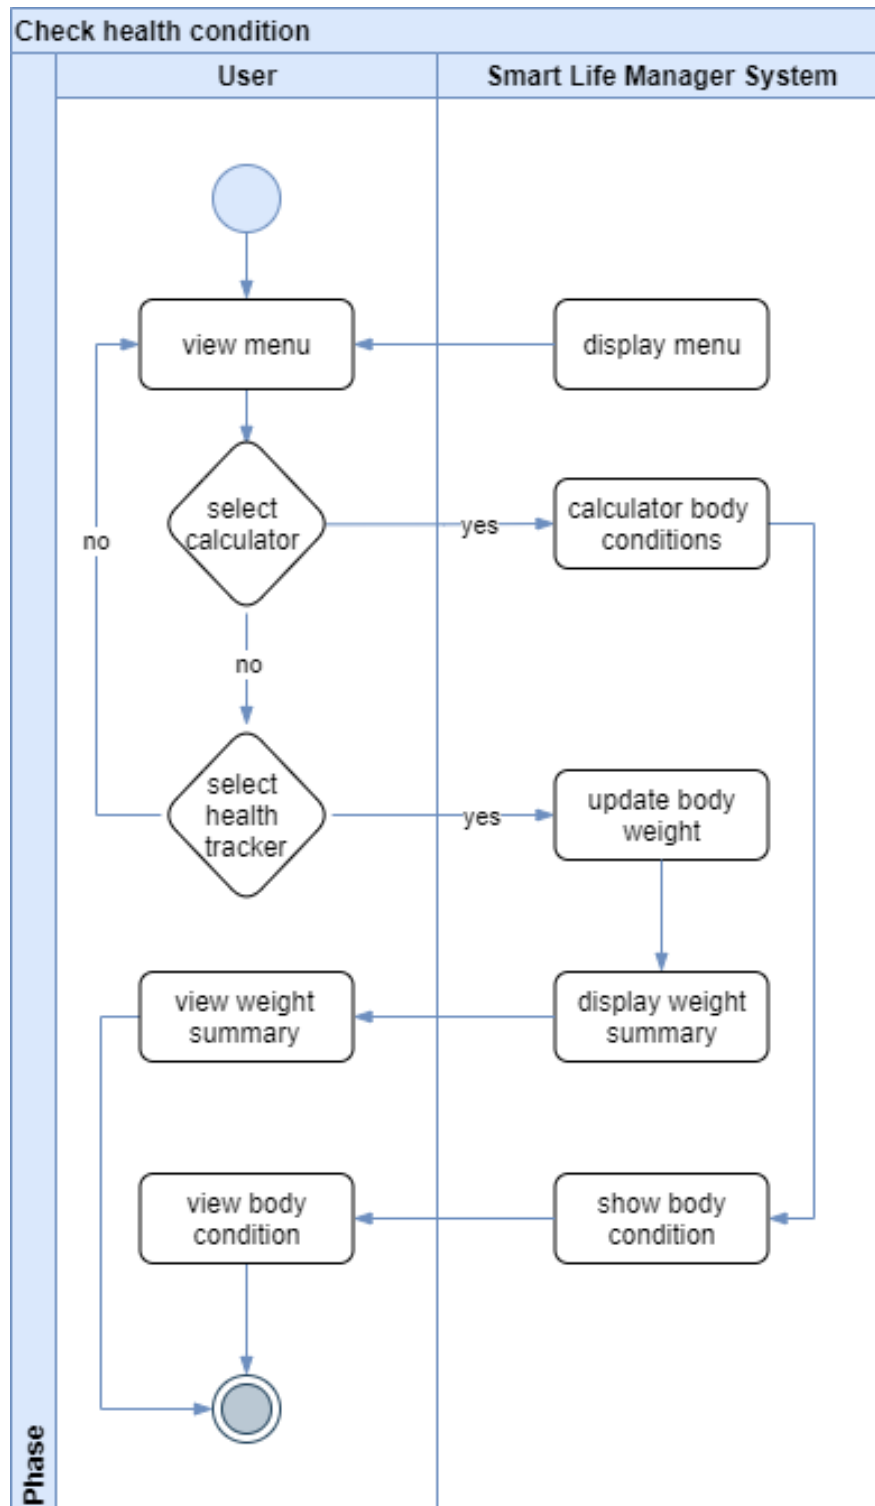 Check health condition
User
Smart Life Manager System
view menu
display menu
select
calculator
yes
calculator body
conditions
no
no
select
health
tracker
yes
update body
weight
view weight
summary
display weight
summary
view body
condition
show body
condition
Phase